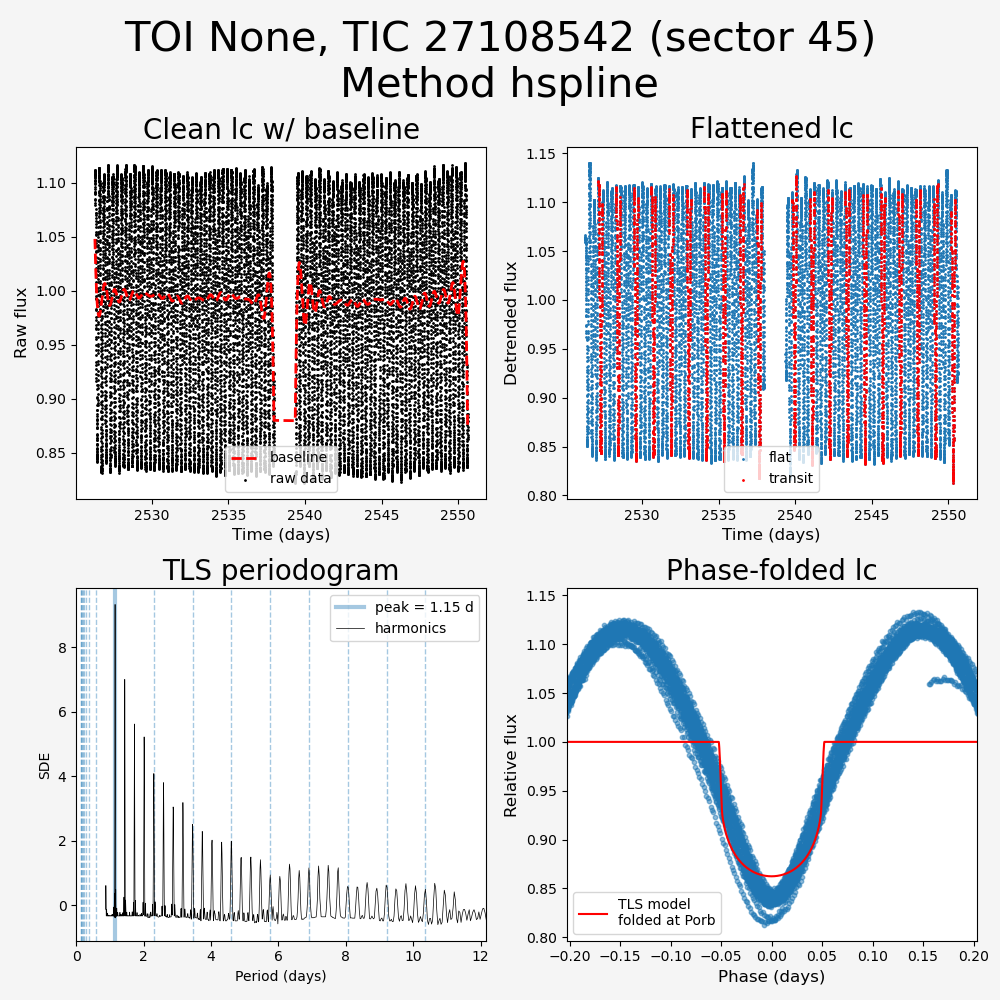 TOI None, TIC 27108542 (sector 45)
Method hspline
Clean lc w/ baseline
Raw flux
1.10
1.05
1.00
0.95
0.90
0.85
baseline
raw data
2530
2535
2540
2545
2550
Time (days)
Flattened lc
Detrended flux
1.15
1.10
1.05
1.00
0.95
0.90
0.85
0.80
flat
transit
2530
2535
2540
2545
2550
Time (days)
TLS periodogram
SDE
8
6
4
2
0
peak = 1.15 d
harmonics
0
2
4
6
8
10
12
Period (days)
Phase-folded lc
Relative flux
1.15
1.10
1.05
1.00
0.95
0.90
0.85
0.80
TLS model
folded at Porb
−0.20
−0.15
−0.10
−0.05
0.00
0.05
0.10
0.15
0.20
Phase (days)